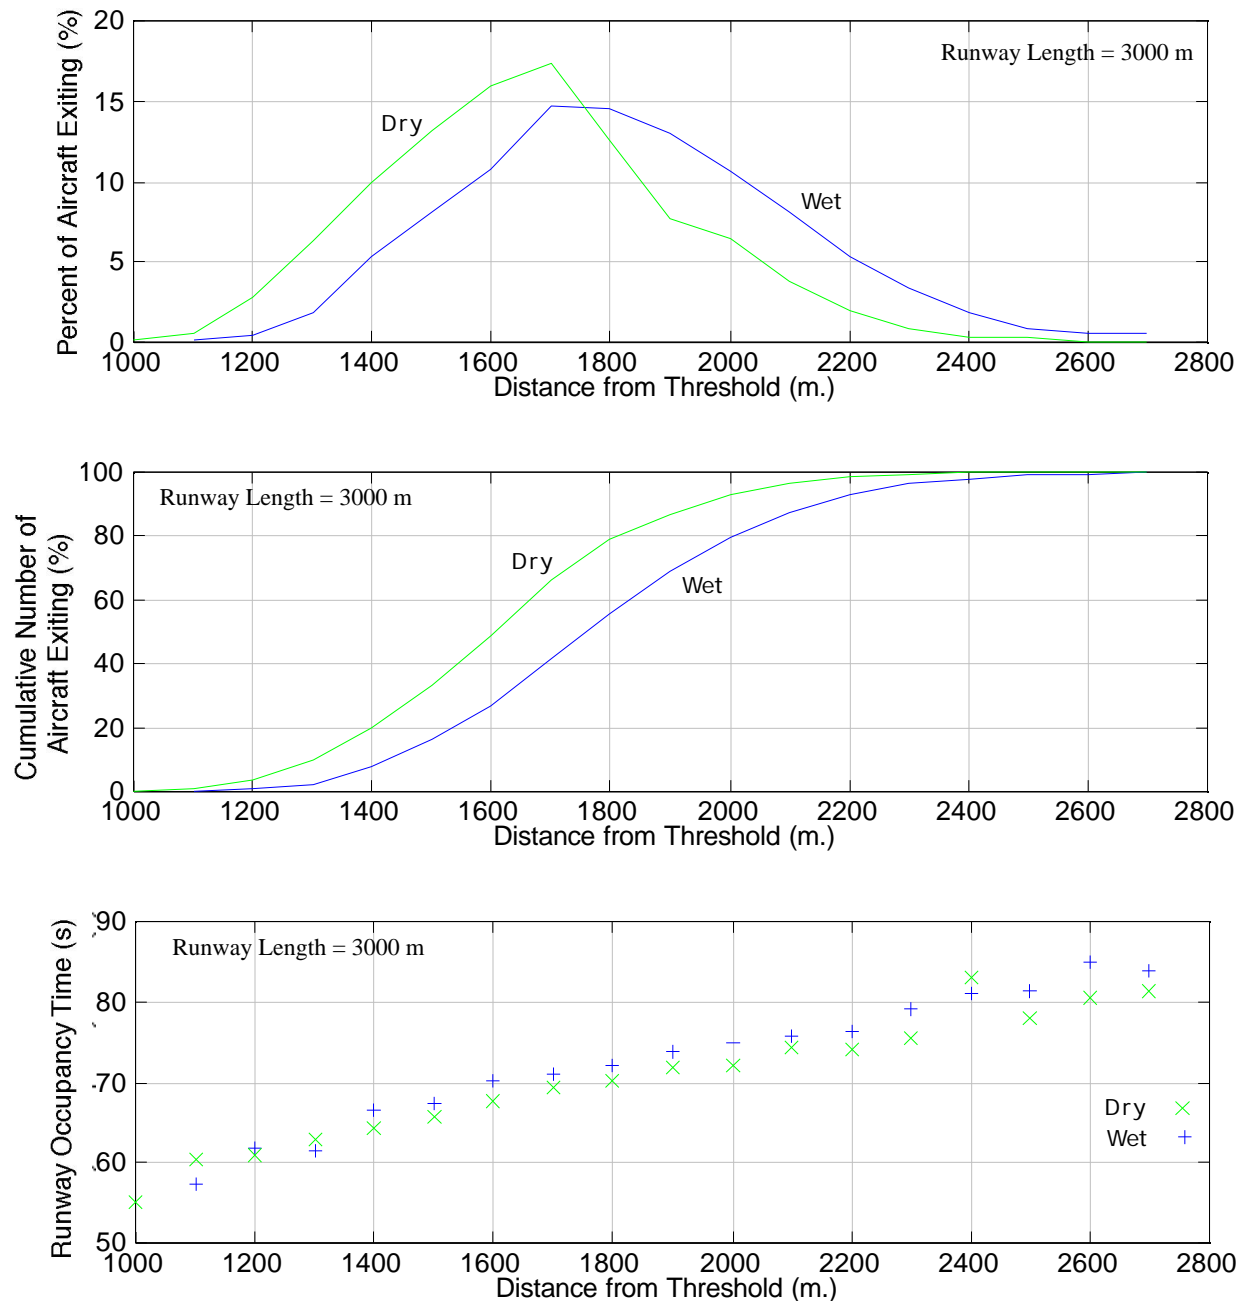 20
15
10
5
0
Percent of Aircraft Exiting (%)
Runway Length = 3000 m
Dry
Wet
1000 1200 1400 1600 1800 2000 2200 2400 2600 2800
Distance from Threshold (m.)
100
80
60
40
20
0
Cumulative Number of
Aircraft Exiting (%)
Runway Length = 3000 m
Dry
Wet
1000 1200 1400 1600 1800 2000 2200 2400 2600 2800
Distance from Threshold (m.)
90
80
70
60
50
Runway Occupancy Time (s)
Runway Length = 3000 m
Dry
Wet
1000 1200 1400 1600 1800 2000 2200 2400 2600 2800
Distance from Threshold (m.)